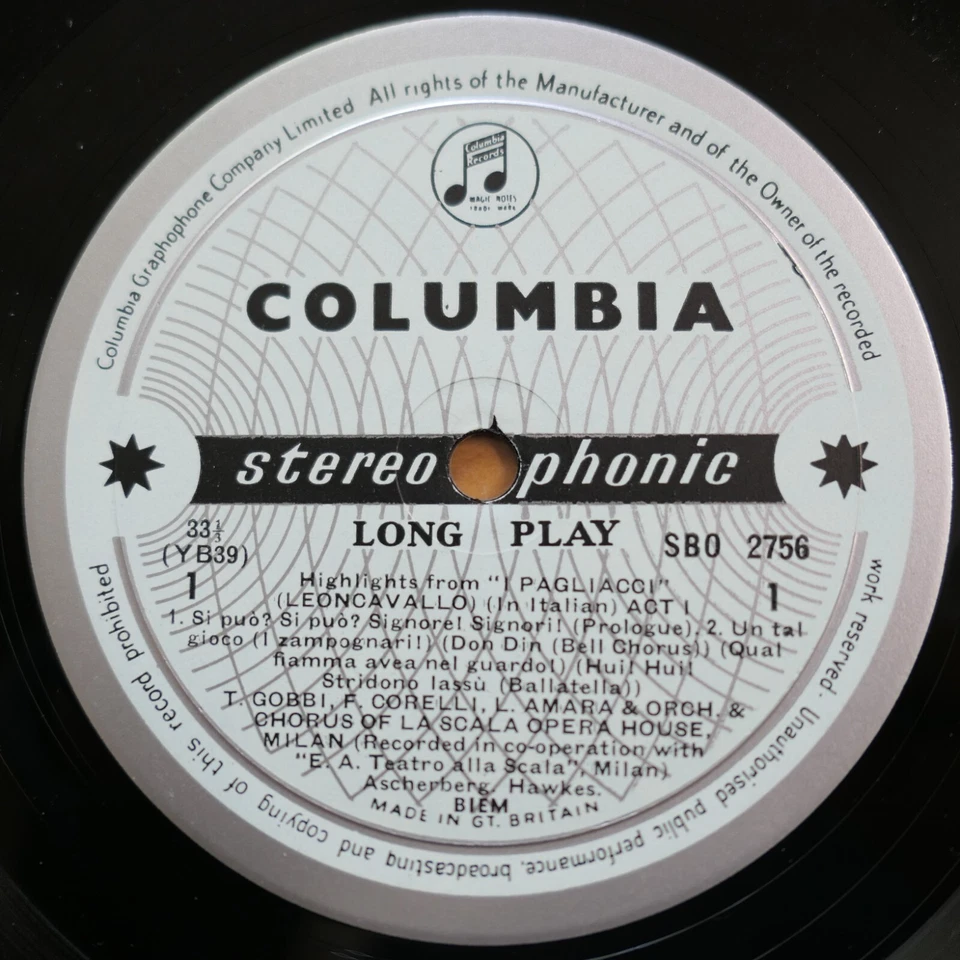 Columbia Graphophone Company Limited All rights of the Manufacturer and of the Owner of the recorded
work reserved. Unauthorised public performance, broadcasting and copying of this record prohibited
Columbia
Records
MAGIC NOTES
TRADE MARK
COLUMBIA
stereo phonic
33⅓ LONG PLAY SBO 2756
(YB39)
1 1
Highlights from "I PAGLIACCI"
(LEONCAVALLO) (In Italian) ACT I
1. Si può? Si può? Signore! Signori! (Prologue). 2. Un tal
gioco (I zampognari!) (Don Din (Bell Chorus)) (Qual
fiamma avea nel guardo!) (Hui! Hui!
Stridono lassù (Ballatella))
T. GOBBI, F. CORELLI, L. AMARA & ORCH. &
CHORUS OF LA SCALA OPERA HOUSE,
MILAN (Recorded in co-operation with
"E. A. Teatro alla Scala", Milan)
Ascherberg. Hawkes.
BIEM
MADE IN GT. BRITAIN